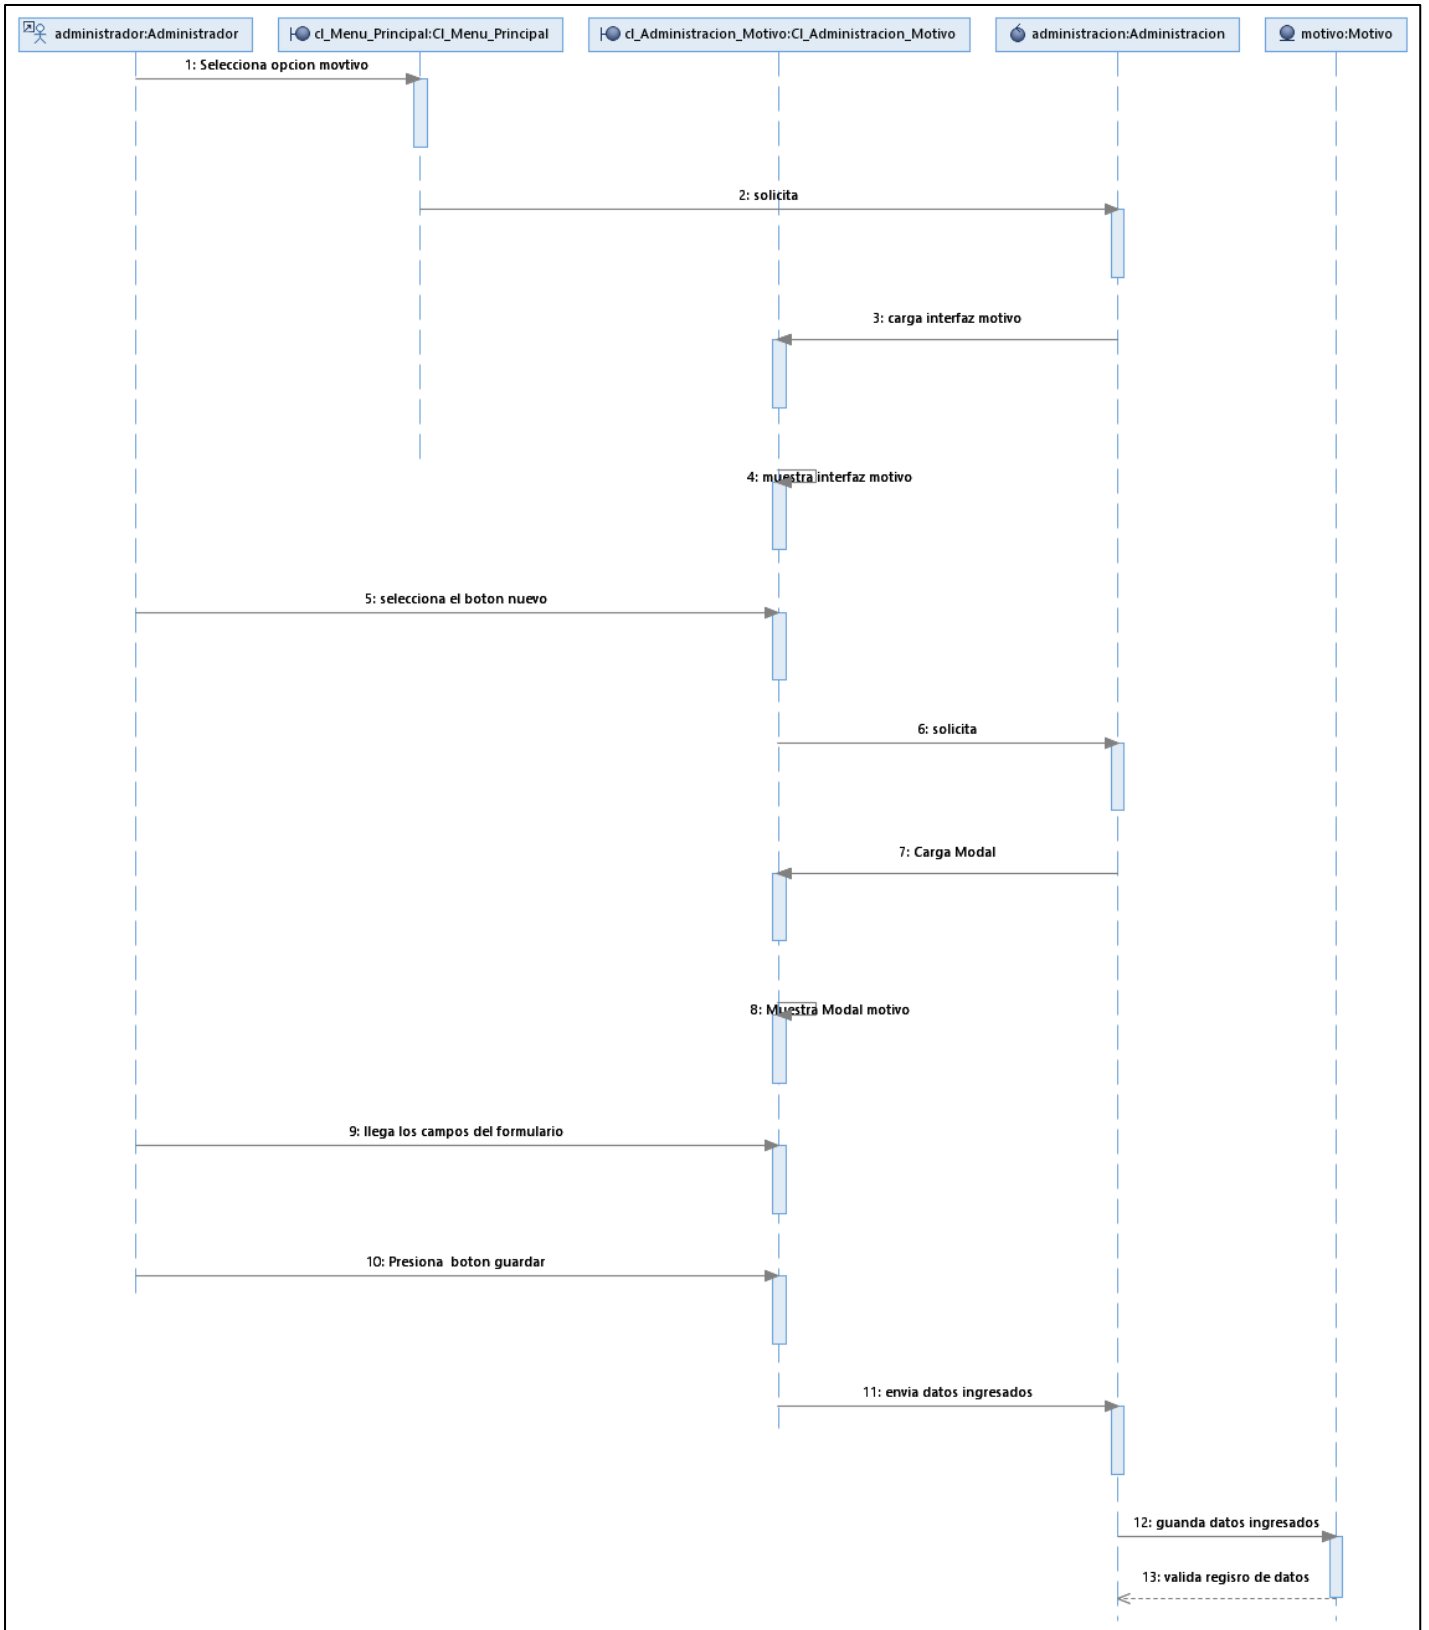 administrador:Administrador
cl_Menu_Principal:Cl_Menu_Principal
cl_Administracion_Motivo:Cl_Administracion_Motivo
administracion:Administracion
motivo:Motivo
1: Selecciona opcion movtivo
2: solicita
3: carga interfaz motivo
4: muestra interfaz motivo
5: selecciona el boton nuevo
6: solicita
7: Carga Modal
8: Muestra Modal motivo
9: llega los campos del formulario
10: Presiona  boton guardar
11: envia datos ingresados
12: guanda datos ingresados
13: valida regisro de datos